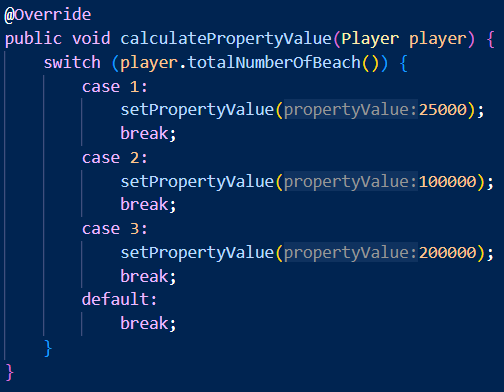 @Override
public void calculatePropertyValue(Player player) {
    switch (player.totalNumberOfBeach()) {
        case 1:
            setPropertyValue(propertyValue:25000);
            break;
        case 2:
            setPropertyValue(propertyValue:100000);
            break;
        case 3:
            setPropertyValue(propertyValue:200000);
            break;
        default:
            break;
    }
}